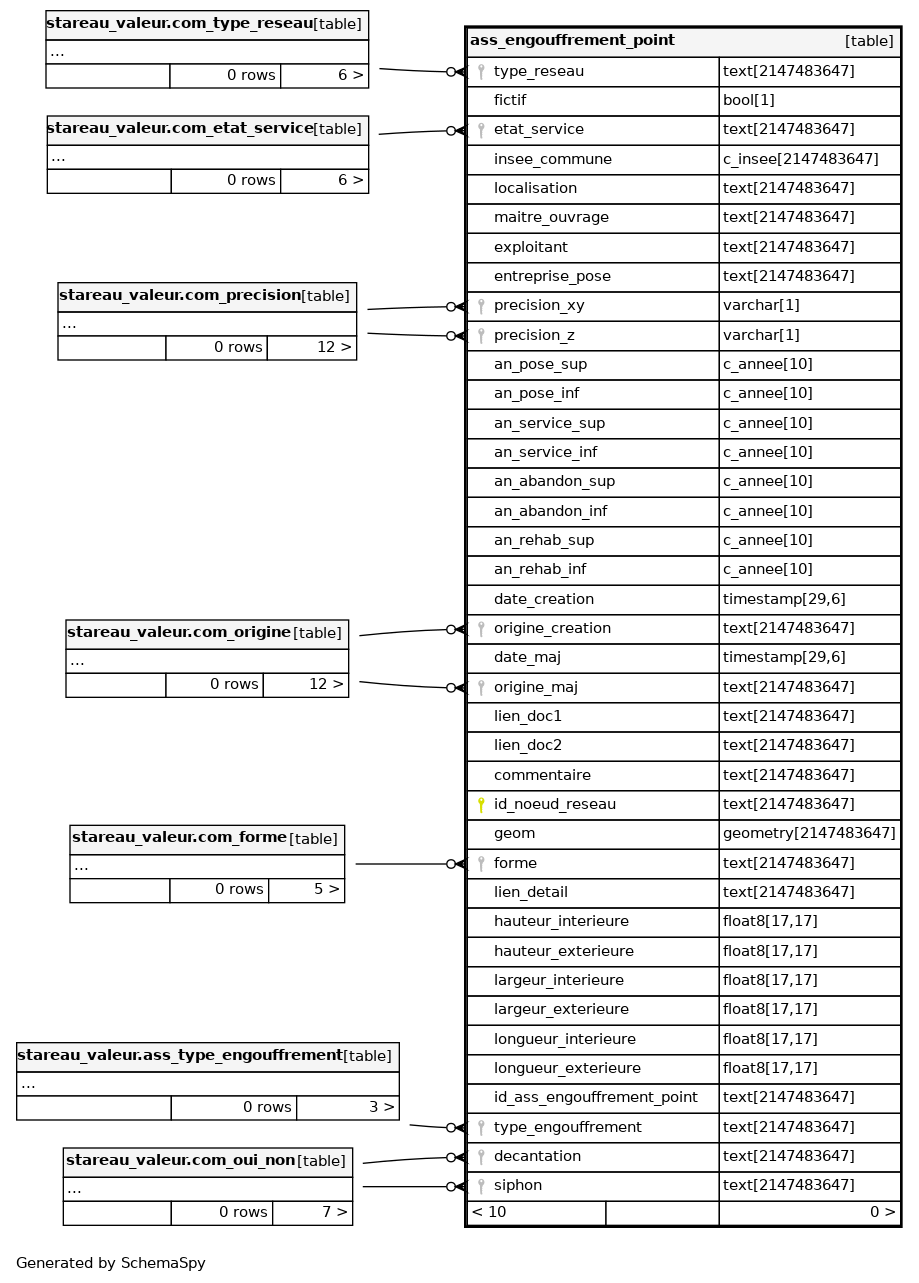 stareau_valeur.com_type_reseau[table]
...
0 rows 6 >
stareau_valeur.com_etat_service[table]
...
0 rows 6 >
stareau_valeur.com_precision[table]
...
0 rows 12 >
stareau_valeur.com_origine [table]
...
0 rows 12 >
stareau_valeur.com_forme [table]
...
0 rows 5 >
stareau_valeur.ass_type_engouffrement[table]
...
0 rows 3 >
stareau_valeur.com_oui_non[table]
...
0 rows 7 >
ass_engouffrement_point [table]
type_reseau text[2147483647]
fictif bool[1]
etat_service text[2147483647]
insee_commune c_insee[2147483647]
localisation text[2147483647]
maitre_ouvrage text[2147483647]
exploitant text[2147483647]
entreprise_pose text[2147483647]
precision_xy varchar[1]
precision_z varchar[1]
an_pose_sup c_annee[10]
an_pose_inf c_annee[10]
an_service_sup c_annee[10]
an_service_inf c_annee[10]
an_abandon_sup c_annee[10]
an_abandon_inf c_annee[10]
an_rehab_sup c_annee[10]
an_rehab_inf c_annee[10]
date_creation timestamp[29,6]
origine_creation text[2147483647]
date_maj timestamp[29,6]
origine_maj text[2147483647]
lien_doc1 text[2147483647]
lien_doc2 text[2147483647]
commentaire text[2147483647]
id_noeud_reseau text[2147483647]
geom geometry[2147483647]
forme text[2147483647]
lien_detail text[2147483647]
hauteur_interieure float8[17,17]
hauteur_exterieure float8[17,17]
largeur_interieure float8[17,17]
largeur_exterieure float8[17,17]
longueur_interieure float8[17,17]
longueur_exterieure float8[17,17]
id_ass_engouffrement_point text[2147483647]
type_engouffrement text[2147483647]
decantation text[2147483647]
siphon text[2147483647]
< 10 0 >
Generated by SchemaSpy